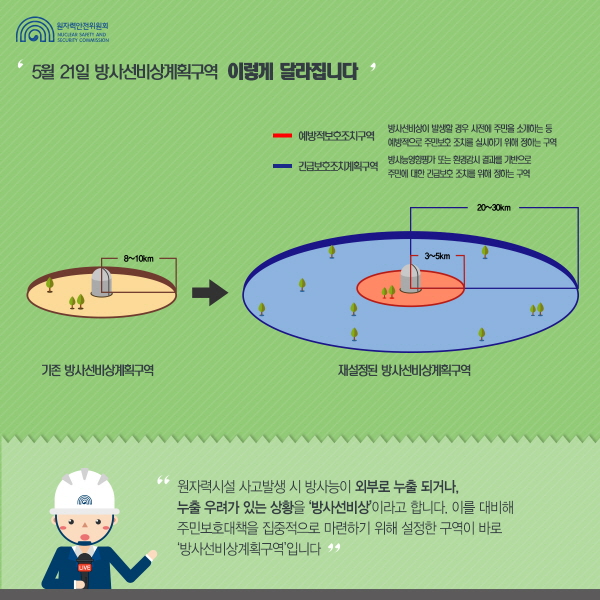 원자력안전위원회
NUCLEAR SAFETY AND
SECURITY COMMISSION
‘ 5월 21일 방사선비상계획구역 이렇게 달라집니다 ’
예방적보호조치구역
방사선비상이 발생할 경우 사전에 주민을 소개하는 등
예방적으로 주민보호 조치를 실시하기 위해 정하는 구역
긴급보호조치계획구역
방사능영향평가 또는 환경감시 결과를 기반으로
주민에 대한 긴급보호 조치를 위해 정하는 구역
20~30km
8~10km
3~5km
기존 방사선비상계획구역
재설정된 방사선비상계획구역
“ 원자력시설 사고발생 시 방사능이 외부로 누출 되거나,
누출 우려가 있는 상황을 ‘방사선비상’이라고 합니다. 이를 대비해
주민보호대책을 집중적으로 마련하기 위해 설정한 구역이 바로
‘방사선비상계획구역’입니다 ”
LIVE